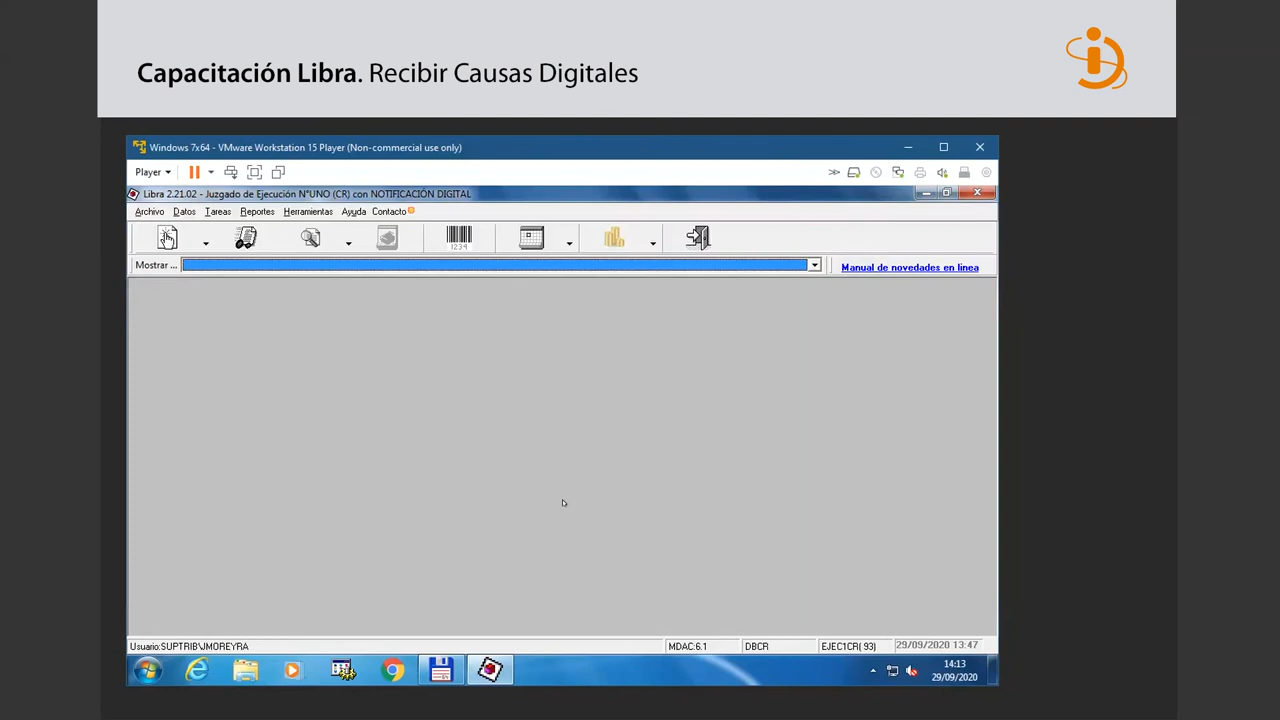 Capacitación Libra. Recibir Causas Digitales
Windows 7x64 - VMware Workstation 15 Player (Non-commercial use only)
Player
Libra 2.21.02 - Juzgado de Ejecución N°UNO (CR) con NOTIFICACIÓN DIGITAL
Archivo Datos Tareas Reportes Herramientas Ayuda Contacto
1234
Mostrar ... Manual de novedades en linea
Usuario:SUPTRIB\JMOREYRA MDAC:6.1 DBCR EJEC1CR( 93) 29/09/2020 13:47
14:13
29/09/2020